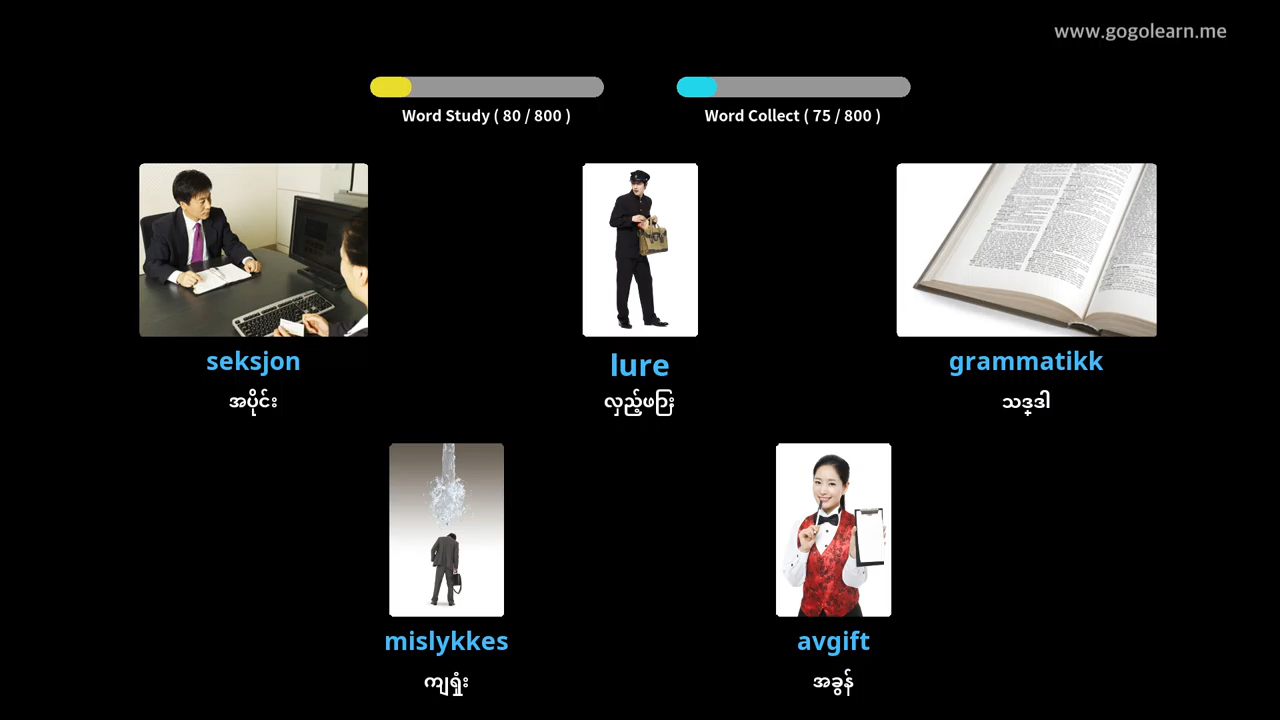 www.gogolearn.me
Word Study ( 80 / 800 )
Word Collect ( 75 / 800 )
seksjon
lure
grammatikk
အပိုင်း
လှည့်ဖြား
သဒ္ဒါ
mislykkes
avgift
ကျရှုံး
အခွန်